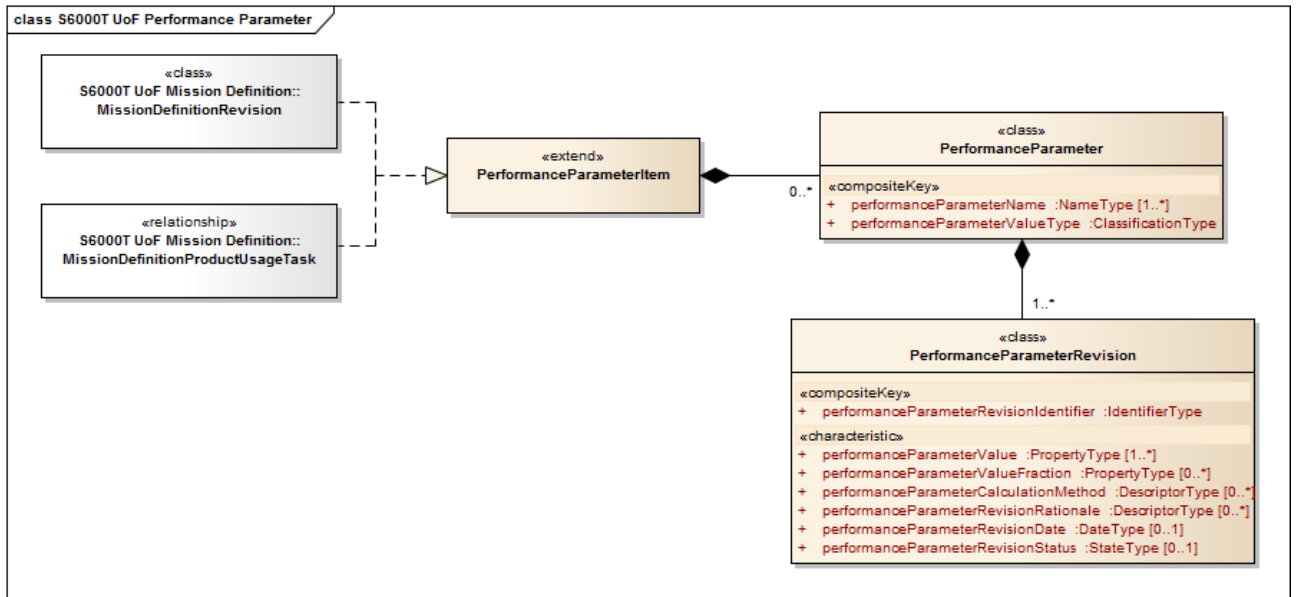 class S6000T UoF Performance Parameter
«class»
S6000T UoF Mission Definition::
MissionDefinitionRevision
«relationship»
S6000T UoF Mission Definition::
MissionDefinitionProductUsageTask
«extend»
PerformanceParameterItem
0..*
«class»
PerformanceParameter
«compositeKey»
+ performanceParameterName :NameType [1..*]
+ performanceParameterValueType :ClassificationType
1..*
«class»
PerformanceParameterRevision
«compositeKey»
+ performanceParameterRevisionIdentifier :IdentifierType
«characteristic»
+ performanceParameterValue :PropertyType [1..*]
+ performanceParameterValueFraction :PropertyType [0..*]
+ performanceParameterCalculationMethod :DescriptorType [0..*]
+ performanceParameterRevisionRationale :DescriptorType [0..*]
+ performanceParameterRevisionDate :DateType [0..1]
+ performanceParameterRevisionStatus :StateType [0..1]